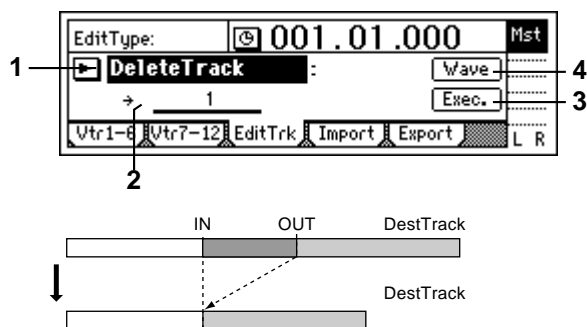 EditType: 001.01.000 Mst
1 DeleteTrack : Wave 4
→ 1 Exec. 3
Vtr1-6 Vtr7-12 EditTrk Import Export L R
2
IN OUT DestTrack
DestTrack